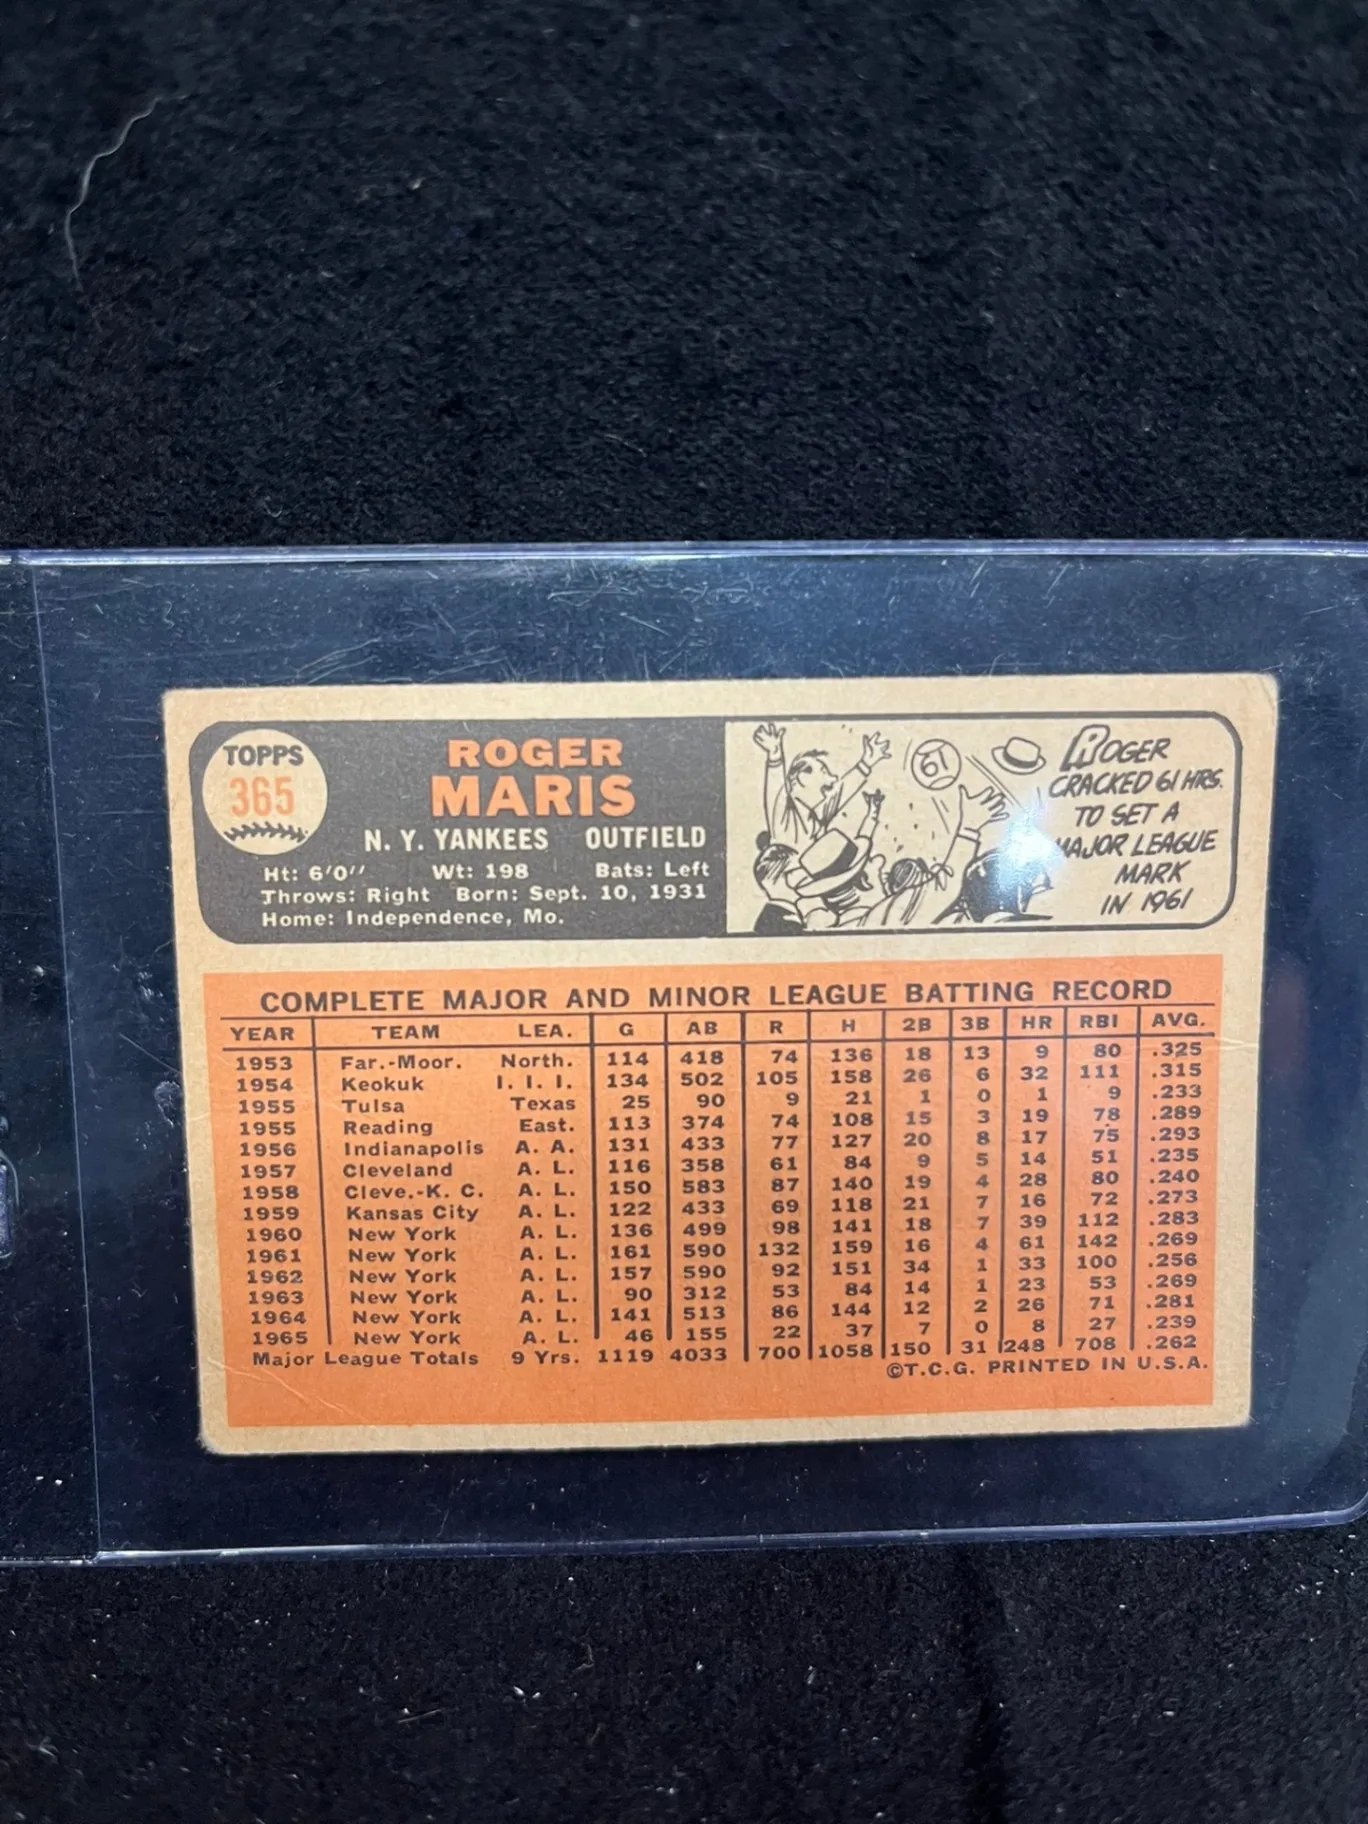 TOPPS
365
ROGER
MARIS
N. Y. YANKEES OUTFIELD
Ht: 6'0'' Wt: 198 Bats: Left
Throws: Right Born: Sept. 10, 1931
Home: Independence, Mo.
61
ROGER
CRACKED 61 HRS.
TO SET A
MAJOR LEAGUE
MARK
IN 1961
COMPLETE MAJOR AND MINOR LEAGUE BATTING RECORD
YEAR TEAM LEA. G AB R H 2B 3B HR RBI AVG.
1953 Far.-Moor. North. 114 418 74 136 18 13 9 80 .325
1954 Keokuk I. I. I. 134 502 105 158 26 6 32 111 .315
1955 Tulsa Texas 25 90 9 21 1 0 1 9 .233
1955 Reading East. 113 374 74 108 15 3 19 78 .289
1956 Indianapolis A. A. 131 433 77 127 20 8 17 75 .293
1957 Cleveland A. L. 116 358 61 84 9 5 14 51 .235
1958 Cleve.-K. C. A. L. 150 583 87 140 19 4 28 80 .240
1959 Kansas City A. L. 122 433 69 118 21 7 16 72 .273
1960 New York A. L. 136 499 98 141 18 7 39 112 .283
1961 New York A. L. 161 590 132 159 16 4 61 142 .269
1962 New York A. L. 157 590 92 151 34 1 33 100 .256
1963 New York A. L. 90 312 53 84 14 1 23 53 .269
1964 New York A. L. 141 513 86 144 12 2 26 71 .281
1965 New York A. L. 46 155 22 37 7 0 8 27 .239
Major League Totals 9 Yrs. 1119 4033 700 1058 150 31 248 708 .262
©T.C.G. PRINTED IN U.S.A.